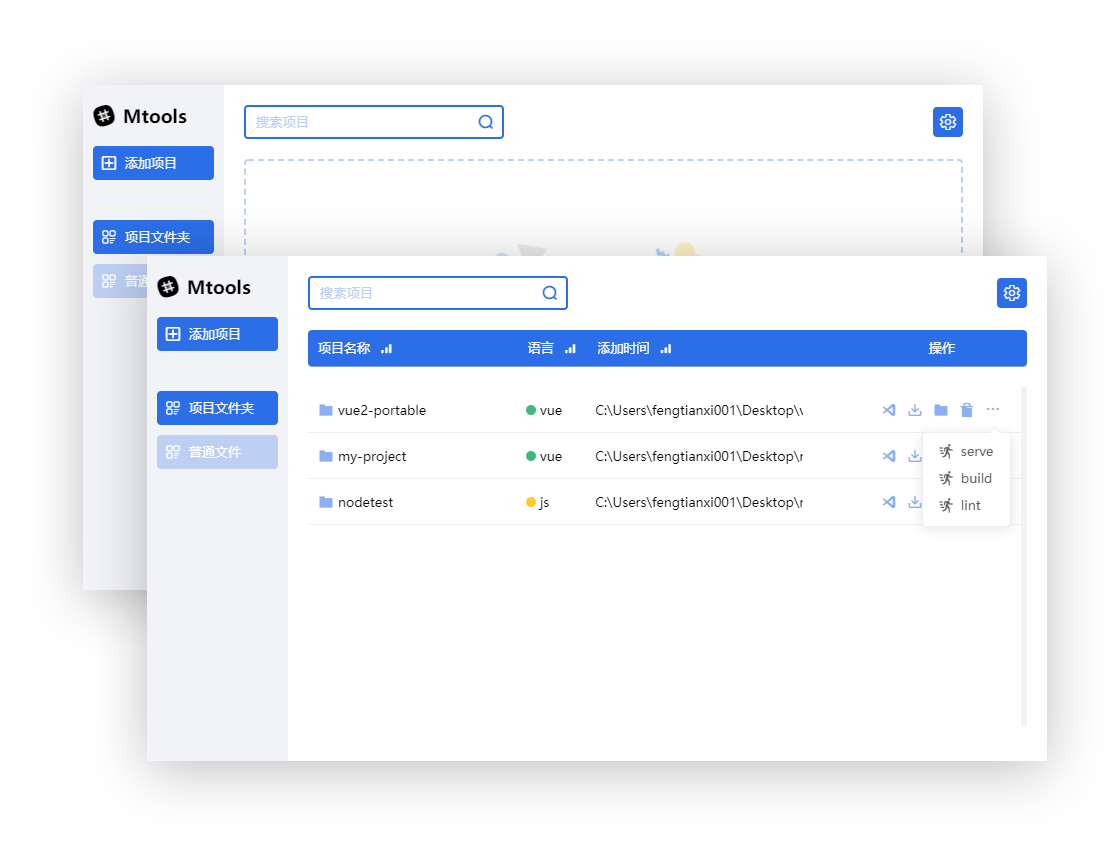 Mtools
搜索项目
添加项目
项目文件夹
普通
Mtools
搜索项目
添加项目
项目文件夹
普通文件
项目名称 语言 添加时间 操作
vue2-portable vue C:\Users\fengtianxi001\Desktop\
my-project vue C:\Users\fengtianxi001\Desktop\
nodetest js C:\Users\fengtianxi001\Desktop\
serve
build
lint